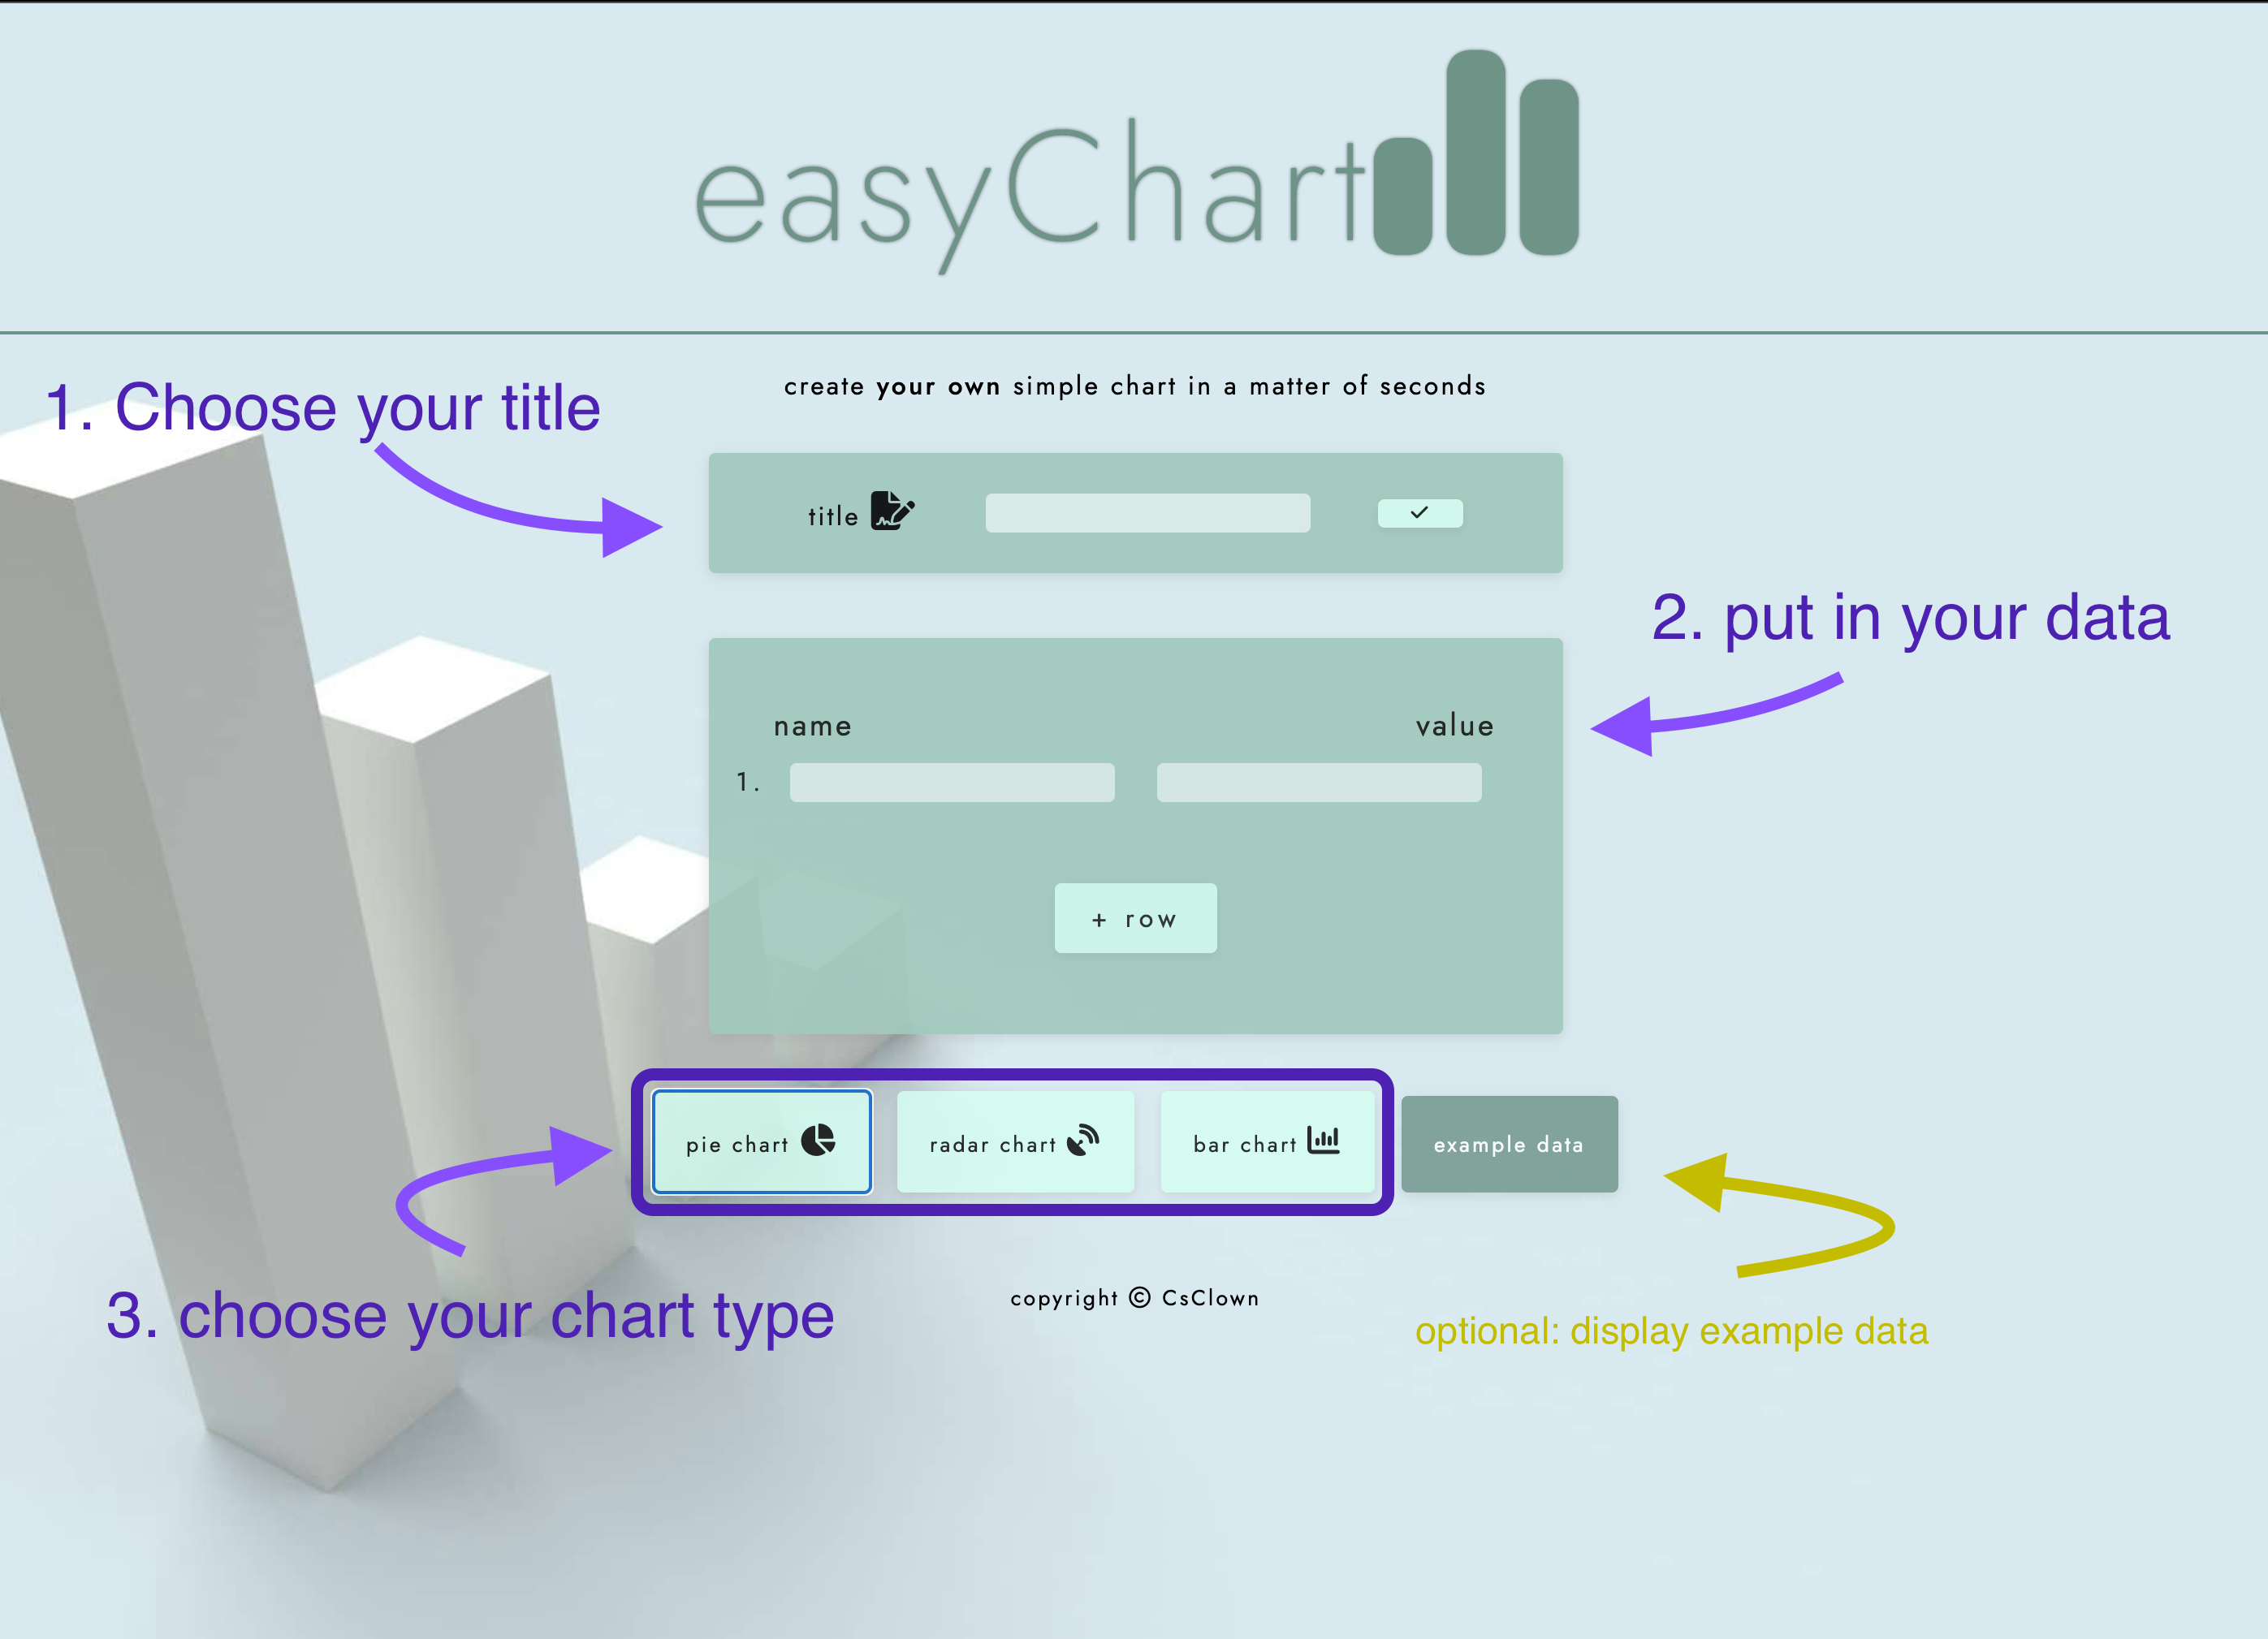 easyChart
create your own simple chart in a matter of seconds
1. Choose your title
title
2. put in your data
name value
1.
+ row
pie chart radar chart bar chart example data
3. choose your chart type
copyright © CsClown
optional: display example data